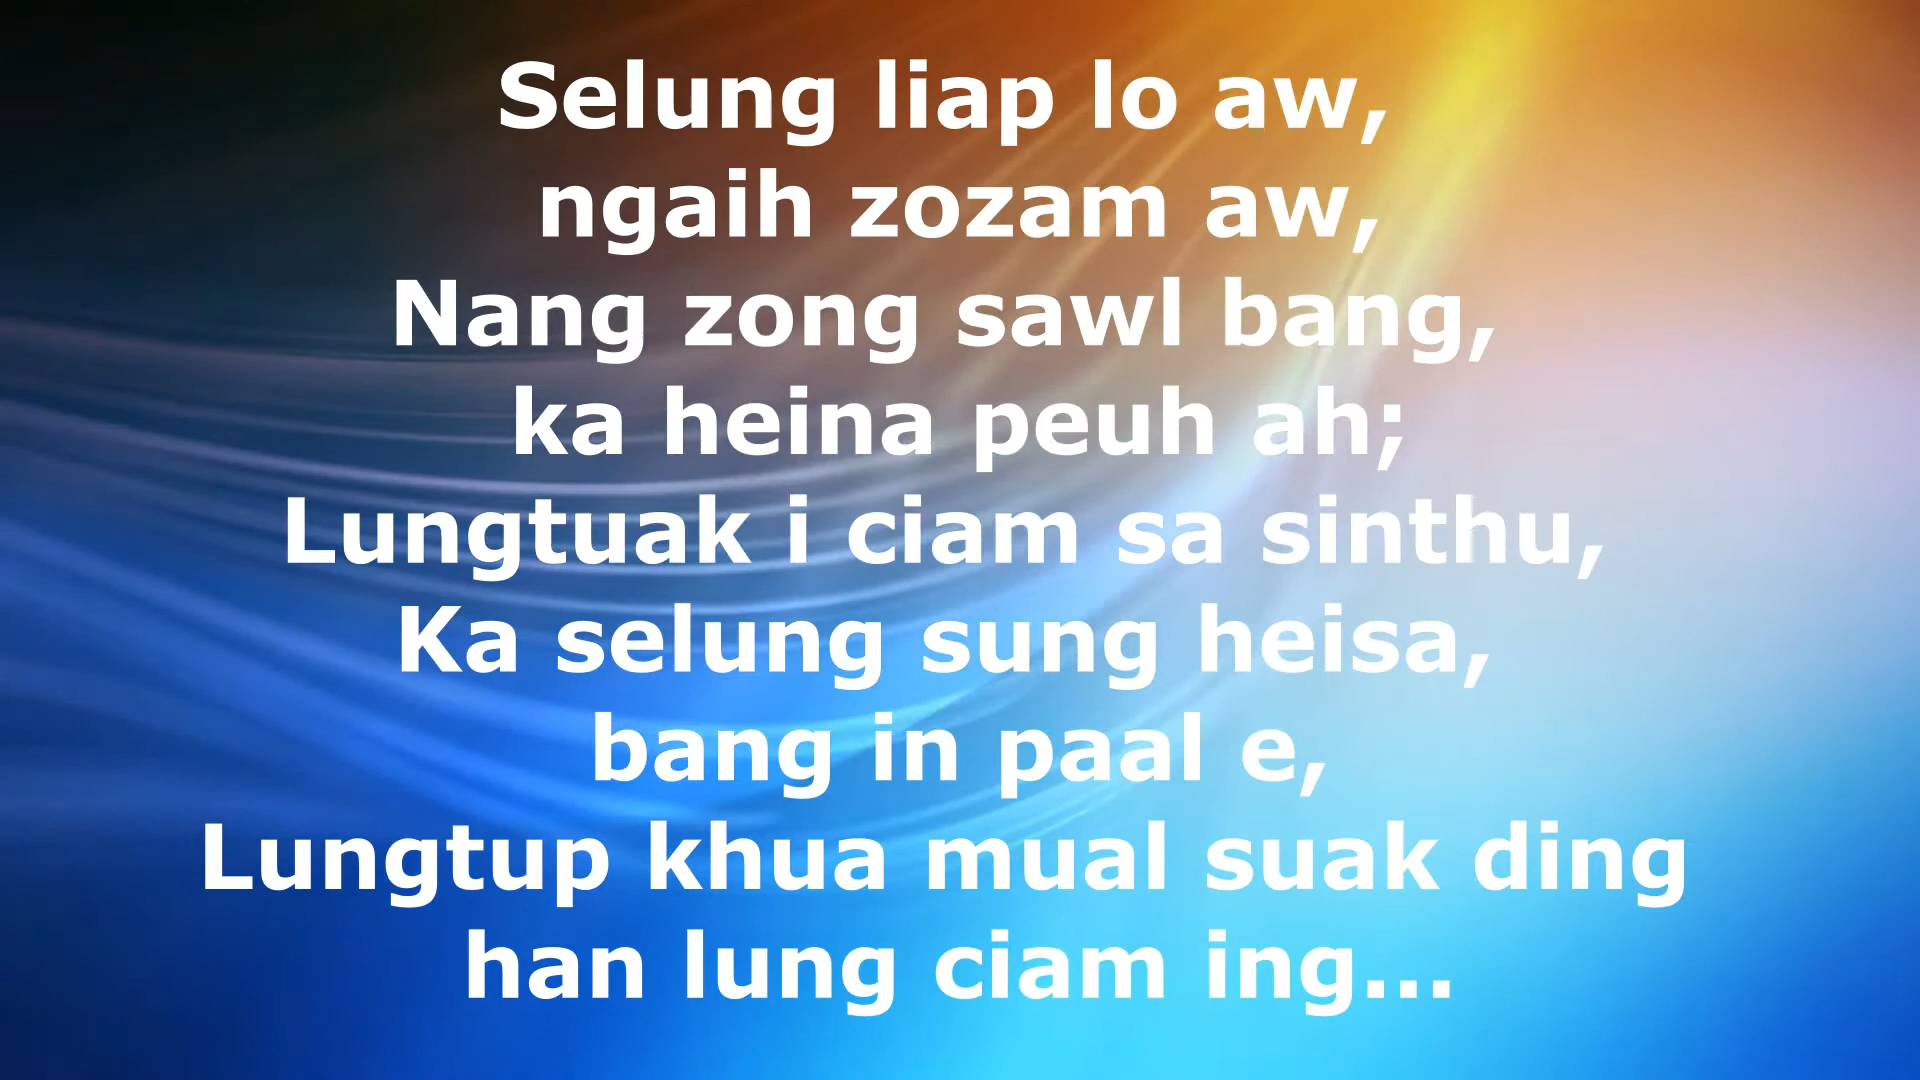 Selung liap lo aw,
ngaih zozam aw,
Nang zong sawl bang,
ka heina peuh ah;
Lungtuak i ciam sa sinthu,
Ka selung sung heisa,
bang in paal e,
Lungtup khua mual suak ding
han lung ciam ing...